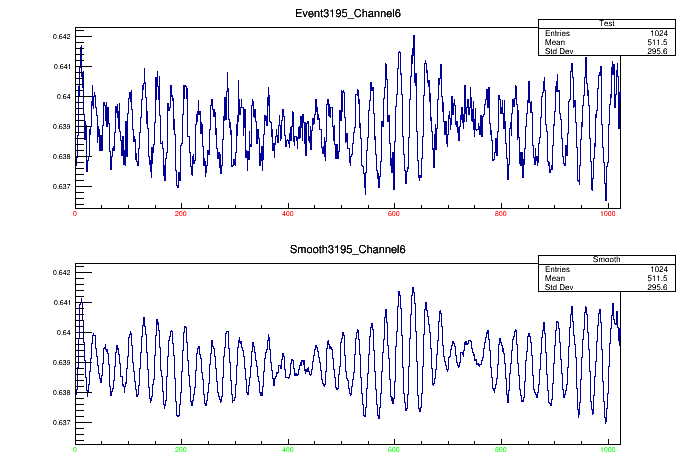 Event3195_Channel6
Test
Entries 1024
Mean 511.5
Std Dev 295.6
0.642
0.641
0.64
0.639
0.638
0.637
0 200 400 600 800 1000
Smooth3195_Channel6
Smooth
Entries 1024
Mean 511.5
Std Dev 295.6
0.642
0.641
0.64
0.639
0.638
0.637
0 200 400 600 800 1000